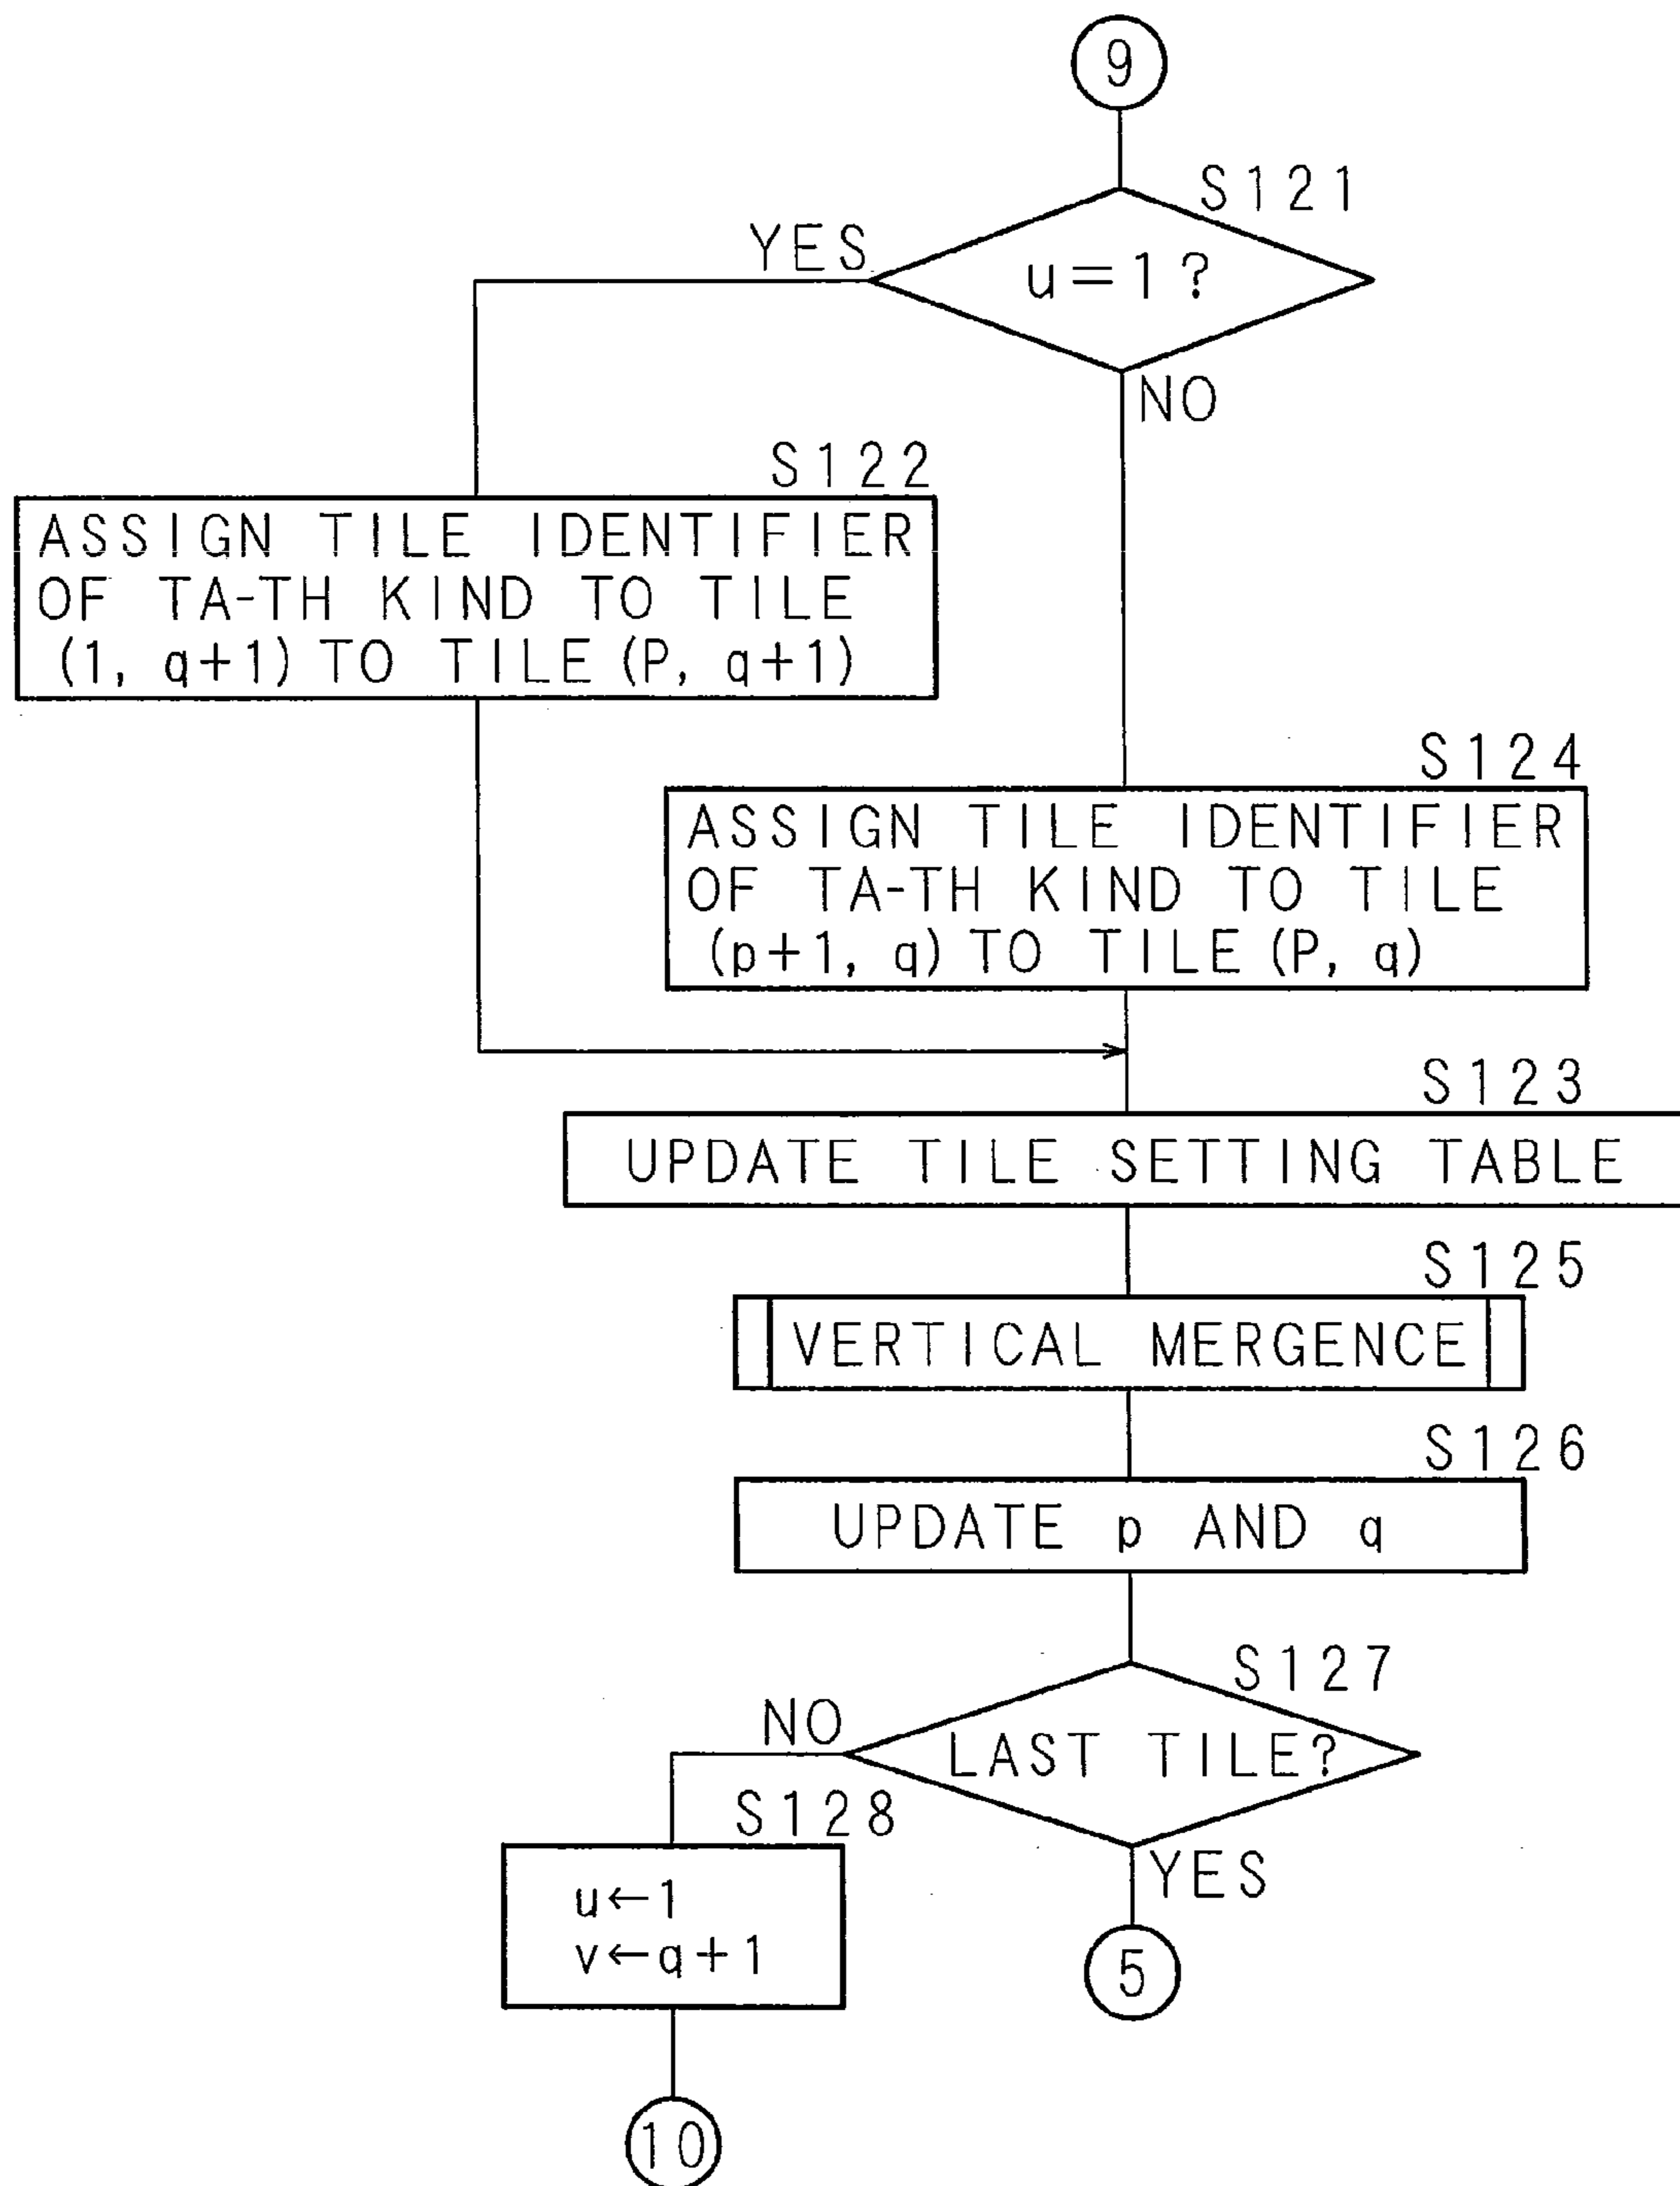 9
S121
YES
u=1?
NO
S122
ASSIGN TILE IDENTIFIER
OF TA-TH KIND TO TILE
(1, q+1) TO TILE (P, q+1)
S124
ASSIGN TILE IDENTIFIER
OF TA-TH KIND TO TILE
(p+1, q) TO TILE (P, q)
S123
UPDATE TILE SETTING TABLE
S125
VERTICAL MERGENCE
S126
UPDATE p AND q
S127
NO
LAST TILE?
S128
YES
u←1
v←q+1
5
10